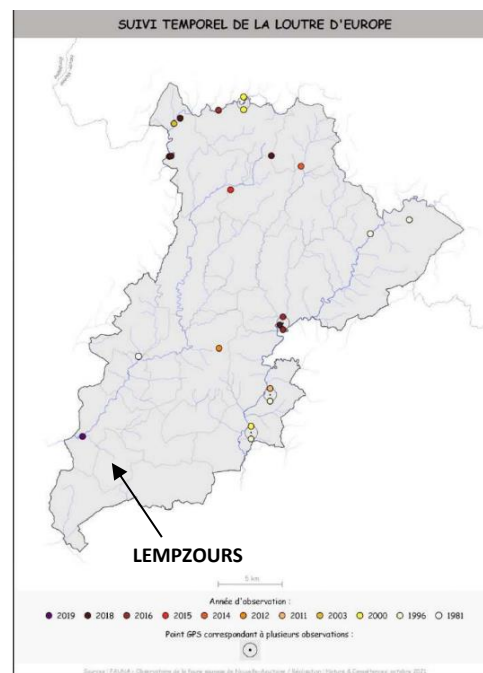 SUIVI TEMPOREL DE LA LOUTRE D'EUROPE
LEMPZOURS
5 km
Année d'observation :
2019 2018 2016 2015 2014 2012 2011 2003 2000 1996 1981
Point GPS correspondant à plusieurs observations :